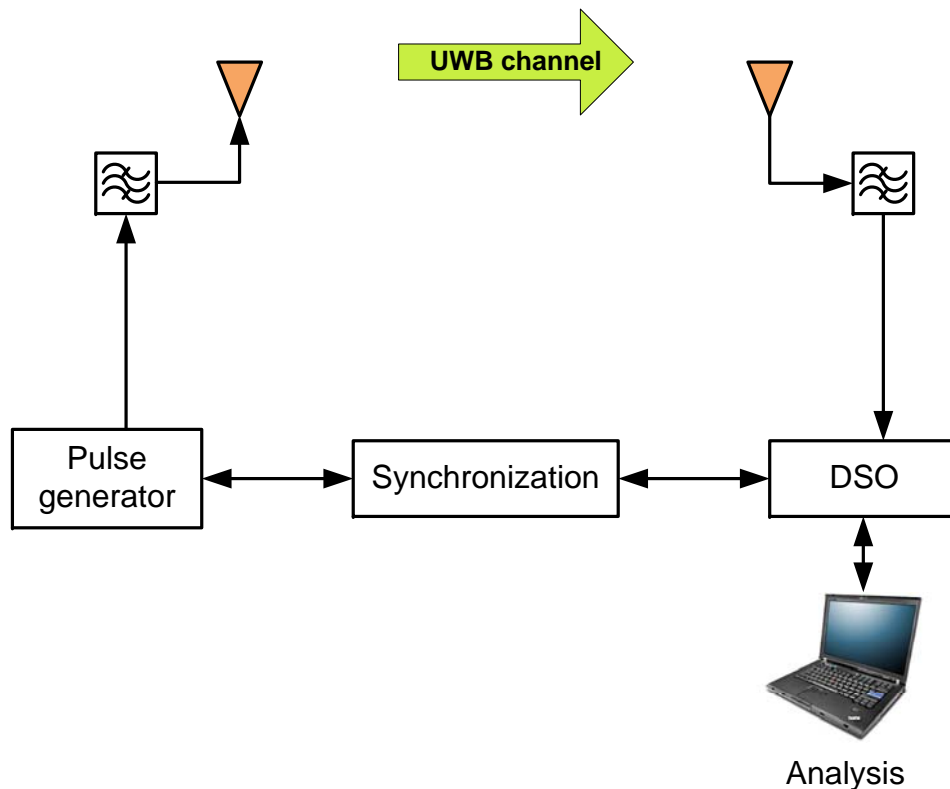 UWB channel
Pulse
generator
Synchronization
DSO
Analysis